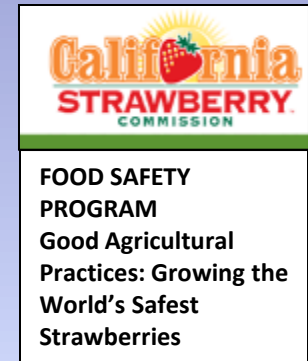 California
STRAWBERRY
COMMISSION
FOOD SAFETY
PROGRAM
Good Agricultural
Practices: Growing the
World's Safest
Strawberries